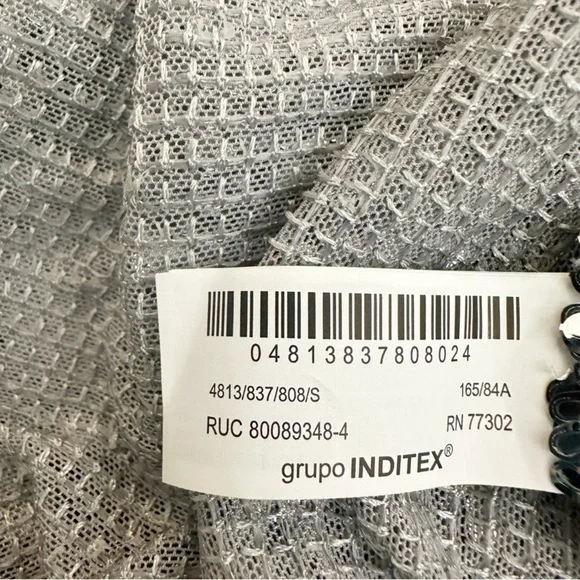 04813837808024
4813/837/808/S 165/84A
RUC 80089348-4 RN 77302
grupo INDITEX®